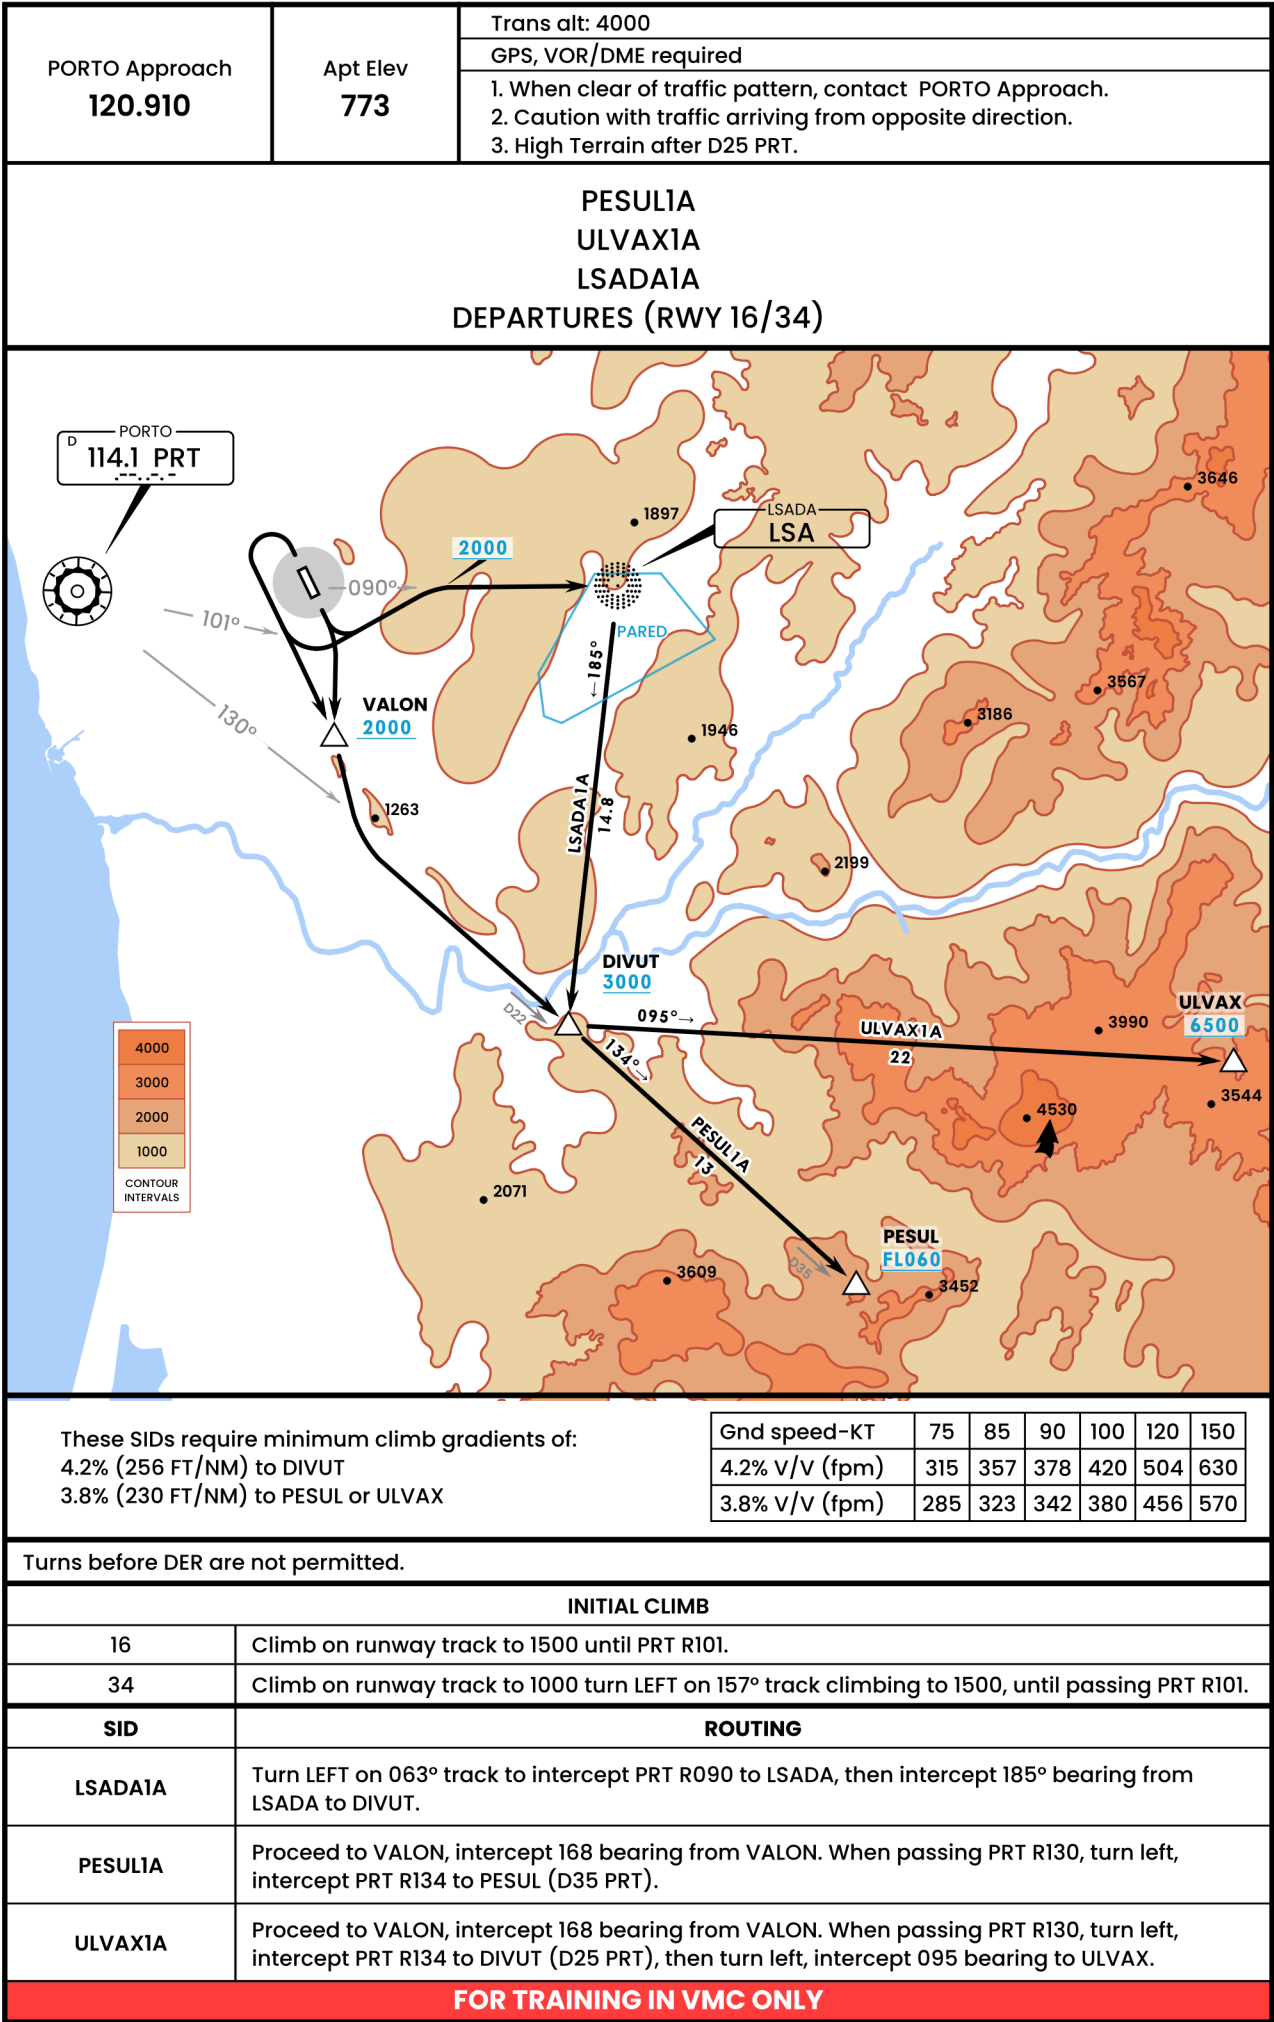 PORTO Approach
120.910
Apt Elev
773
Trans alt: 4000
GPS, VOR/DME required
1. When clear of traffic pattern, contact PORTO Approach.
2. Caution with traffic arriving from opposite direction.
3. High Terrain after D25 PRT.
PESUL1A
ULVAX1A
LSADA1A
DEPARTURES (RWY 16/34)
PORTO
D
114.1 PRT
3646
1897
LSADA
LSA
2000
090°
101°
PARED
←185°
3567
VALON
2000
3186
130°
1946
LSADA1A
14.8
1263
2199
DIVUT
3000
D22
095°→
ULVAX
6500
ULVAX1A
22
3990
134°→
4000
3000
2000
1000
CONTOUR
INTERVALS
3544
4530
PESUL1A
13
2071
PESUL
FL060
D35
3609
3452
These SIDs require minimum climb gradients of:
4.2% (256 FT/NM) to DIVUT
3.8% (230 FT/NM) to PESUL or ULVAX
Gnd speed-KT 75 85 90 100 120 150
4.2% V/V (fpm) 315 357 378 420 504 630
3.8% V/V (fpm) 285 323 342 380 456 570
Turns before DER are not permitted.
INITIAL CLIMB
16 Climb on runway track to 1500 until PRT R101.
34 Climb on runway track to 1000 turn LEFT on 157° track climbing to 1500, until passing PRT R101.
SID ROUTING
LSADA1A
Turn LEFT on 063° track to intercept PRT R090 to LSADA, then intercept 185° bearing from
LSADA to DIVUT.
PESUL1A
Proceed to VALON, intercept 168 bearing from VALON. When passing PRT R130, turn left,
intercept PRT R134 to PESUL (D35 PRT).
ULVAX1A
Proceed to VALON, intercept 168 bearing from VALON. When passing PRT R130, turn left,
intercept PRT R134 to DIVUT (D25 PRT), then turn left, intercept 095 bearing to ULVAX.
FOR TRAINING IN VMC ONLY